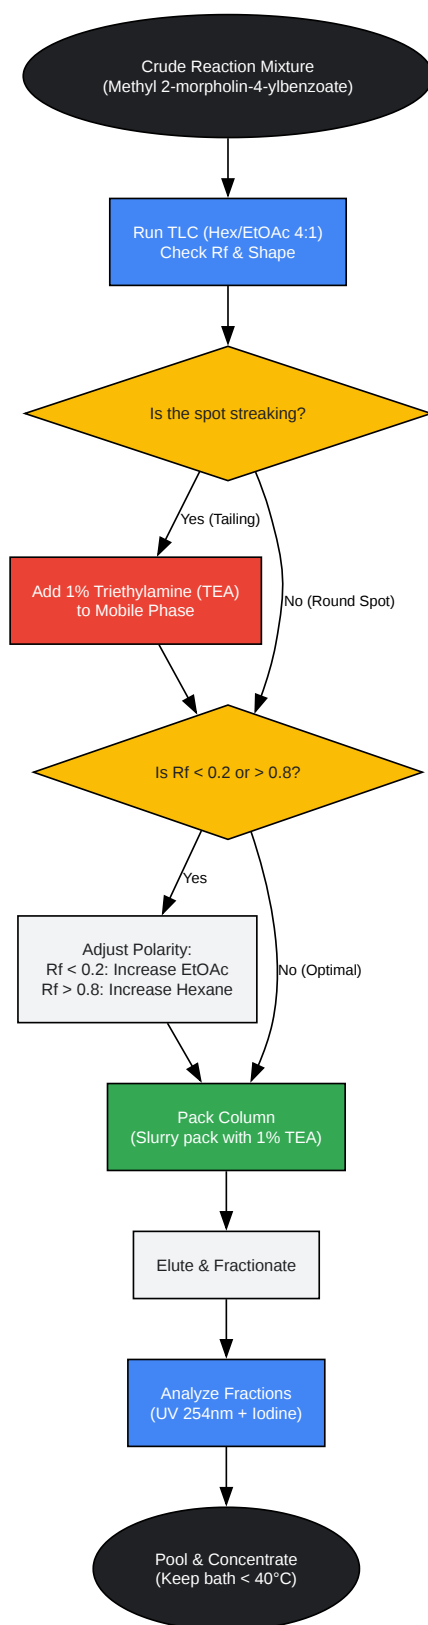 Crude Reaction Mixture
(Methyl 2-morpholin-4-ylbenzoate)
Run TLC (Hex/EtOAc 4:1)
Check Rf & Shape
Is the spot streaking?
Yes (Tailing)
Add 1% Triethylamine (TEA)
to Mobile Phase
No (Round Spot)
Is Rf < 0.2 or > 0.8?
Yes
Adjust Polarity:
Rf < 0.2: Increase EtOAc
Rf > 0.8: Increase Hexane
No (Optimal)
Pack Column
(Slurry pack with 1% TEA)
Elute & Fractionate
Analyze Fractions
(UV 254nm + Iodine)
Pool & Concentrate
(Keep bath < 40°C)